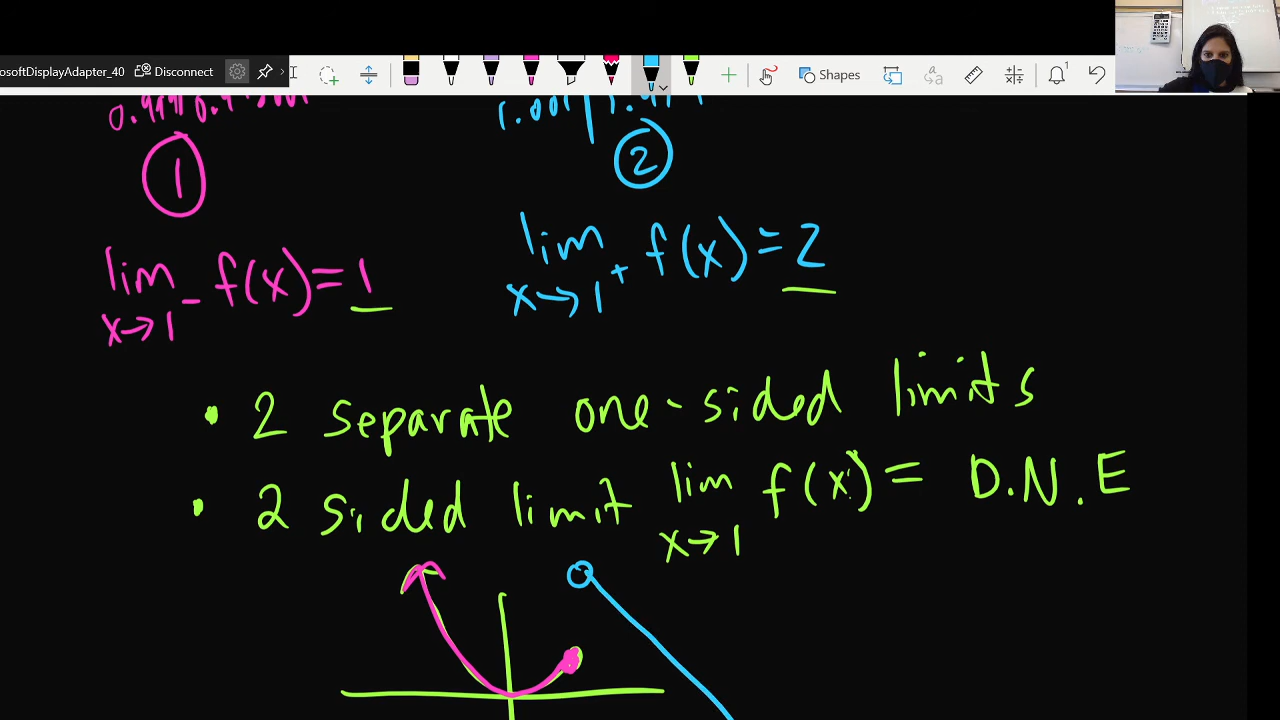 osoftDisplayAdapter_40 Disconnect Shapes
1 2
lim f(x)=1
x→1-
lim f(x)=2
x→1+
• 2 separate one-sided limits
• 2 sided limit lim f(x)= D.N.E
x→1